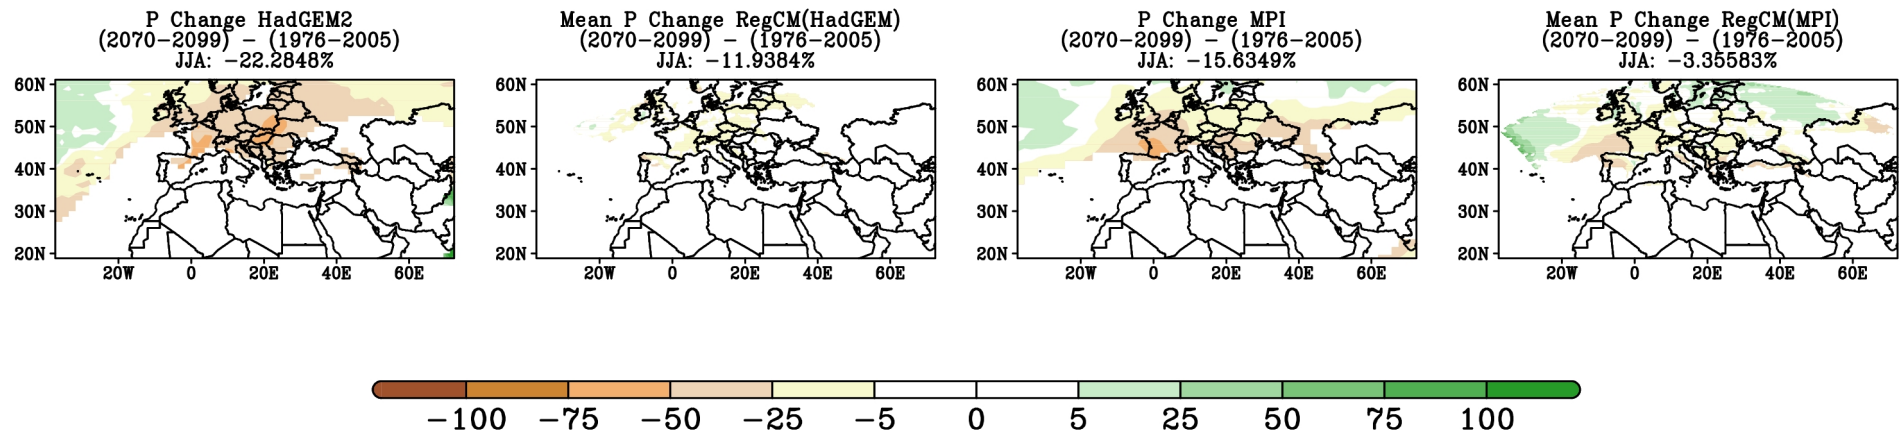 P Change HadGEM2
(2070-2099) - (1976-2005)
JJA: -22.2848%
60N
50N
40N
30N
20N
20W 0 20E 40E 60E
Mean P Change RegCM(HadGEM)
(2070-2099) - (1976-2005)
JJA: -11.9384%
60N
50N
40N
30N
20N
20W 0 20E 40E 60E
P Change MPI
(2070-2099) - (1976-2005)
JJA: -15.6349%
60N
50N
40N
30N
20N
20W 0 20E 40E 60E
Mean P Change RegCM(MPI)
(2070-2099) - (1976-2005)
JJA: -3.35583%
60N
50N
40N
30N
20N
20W 0 20E 40E 60E
-100 -75 -50 -25 -5 0 5 25 50 75 100